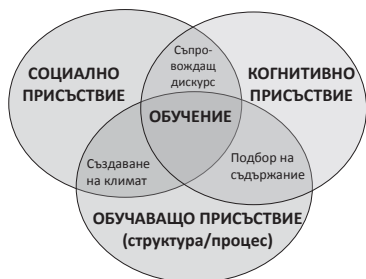 Съпро-
вождащ
дискурс
СОЦИАЛНО
ПРИСЪСТВИЕ
КОГНИТИВНО
ПРИСЪСТВИЕ
ОБУЧЕНИЕ
Създаване
на климат
Подбор на
съдържание
ОБУЧАВАЩО ПРИСЪСТВИЕ
(структура/процес)